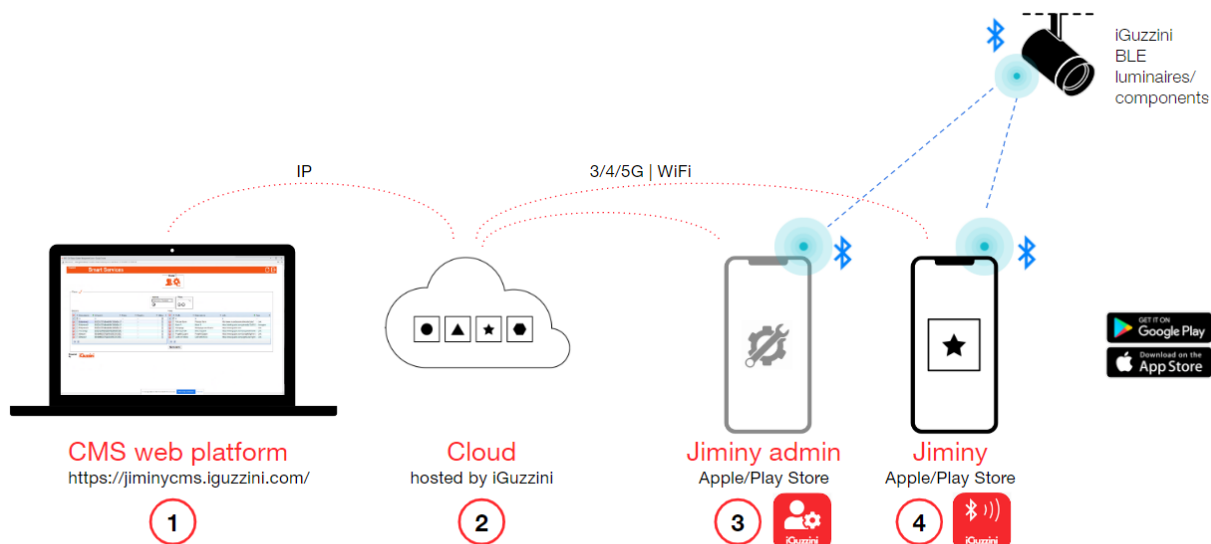 iGuzzini
BLE
luminaires/
components
IP
3/4/5G | WiFi
Smart Services
iGuzzini
GET IT ON
Google Play
Download on the
App Store
CMS web platform
https://jiminycms.iguzzini.com/
1
Cloud
hosted by iGuzzini
2
Jiminy admin
Apple/Play Store
3
iGuzzini
Jiminy
Apple/Play Store
4
iGuzzini